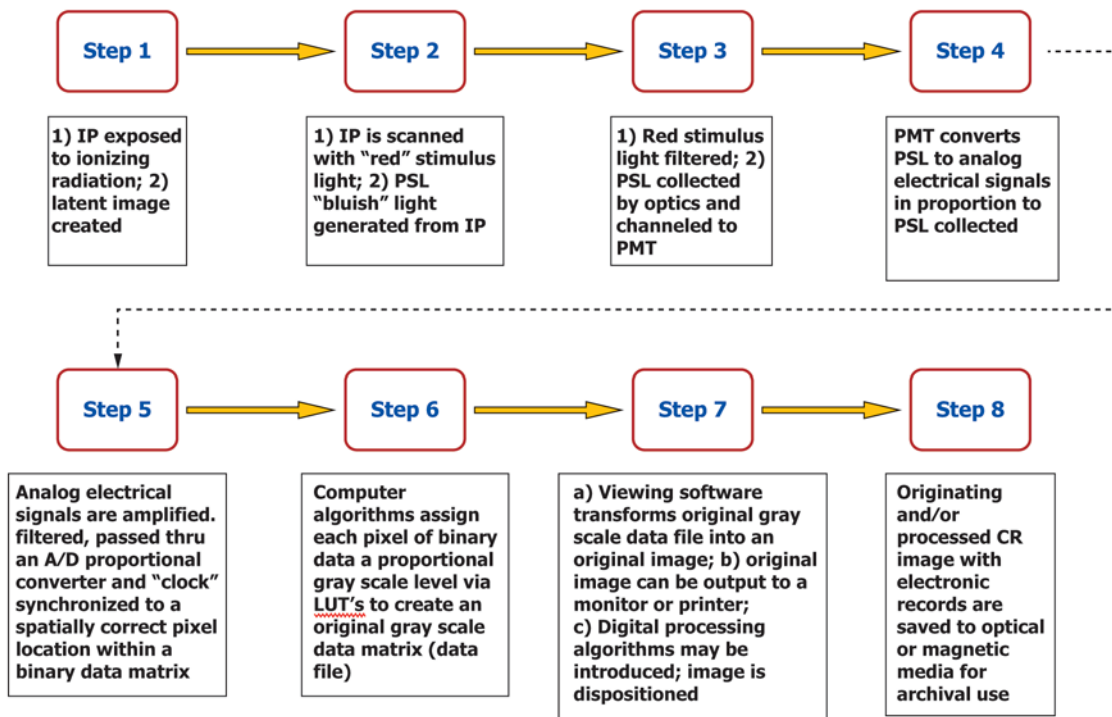 Step 1
Step 2
Step 3
Step 4
1) IP exposed
to ionizing
radiation; 2)
latent image
created
1) IP is scanned
with “red” stimulus
light; 2) PSL
“bluish” light
generated from IP
1) Red stimulus
light filtered; 2)
PSL collected
by optics and
channeled to
PMT
PMT converts
PSL to analog
electrical signals
in proportion to
PSL collected
Step 5
Step 6
Step 7
Step 8
Analog electrical
signals are amplified.
filtered, passed thru
an A/D proportional
converter and “clock”
synchronized to a
spatially correct pixel
location within a
binary data matrix
Computer
algorithms assign
each pixel of binary
data a proportional
gray scale level via
LUT’s to create an
original gray scale
data matrix (data
file)
a) Viewing software
transforms original gray
scale data file into an
original image; b) original
image can be output to a
monitor or printer;
c) Digital processing
algorithms may be
introduced; image is
dispositioned
Originating
and/or
processed CR
image with
electronic
records are
saved to optical
or magnetic
media for
archival use